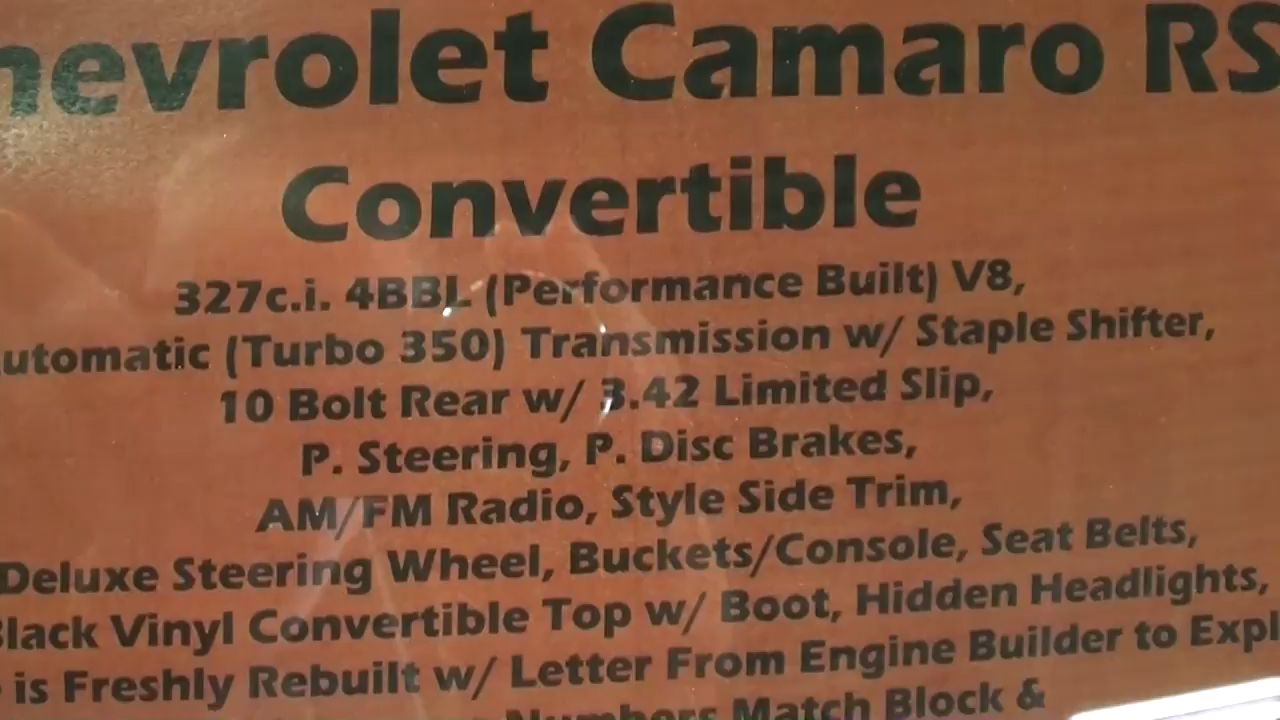 hevrolet Camaro RS
Convertible
327c.i. 4BBL (Performance Built) V8,
utomatic (Turbo 350) Transmission w/ Staple Shifter,
10 Bolt Rear w/ 3.42 Limited Slip,
P. Steering, P. Disc Brakes,
AM/FM Radio, Style Side Trim,
Deluxe Steering Wheel, Buckets/Console, Seat Belts,
Black Vinyl Convertible Top w/ Boot, Hidden Headlights,
is Freshly Rebuilt w/ Letter From Engine Builder to Expl
Numbers Match Block &